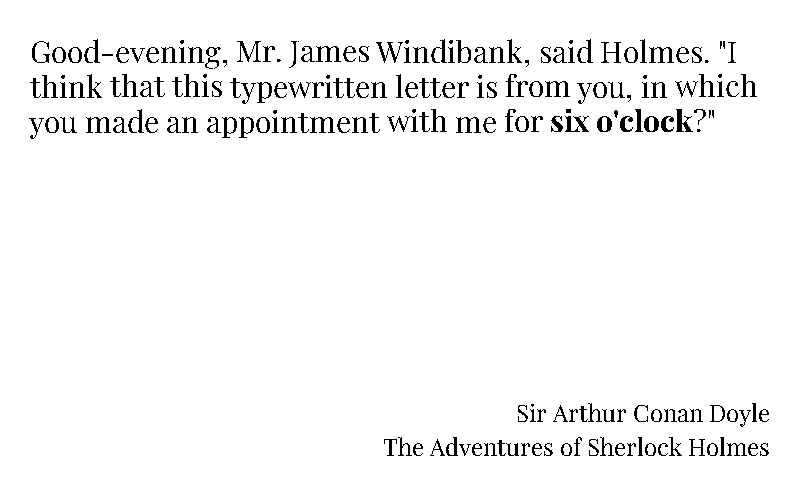 Good-evening, Mr. James Windibank, said Holmes. "I
think that this typewritten letter is from you, in which
you made an appointment with me for six o'clock?"
Sir Arthur Conan Doyle
The Adventures of Sherlock Holmes